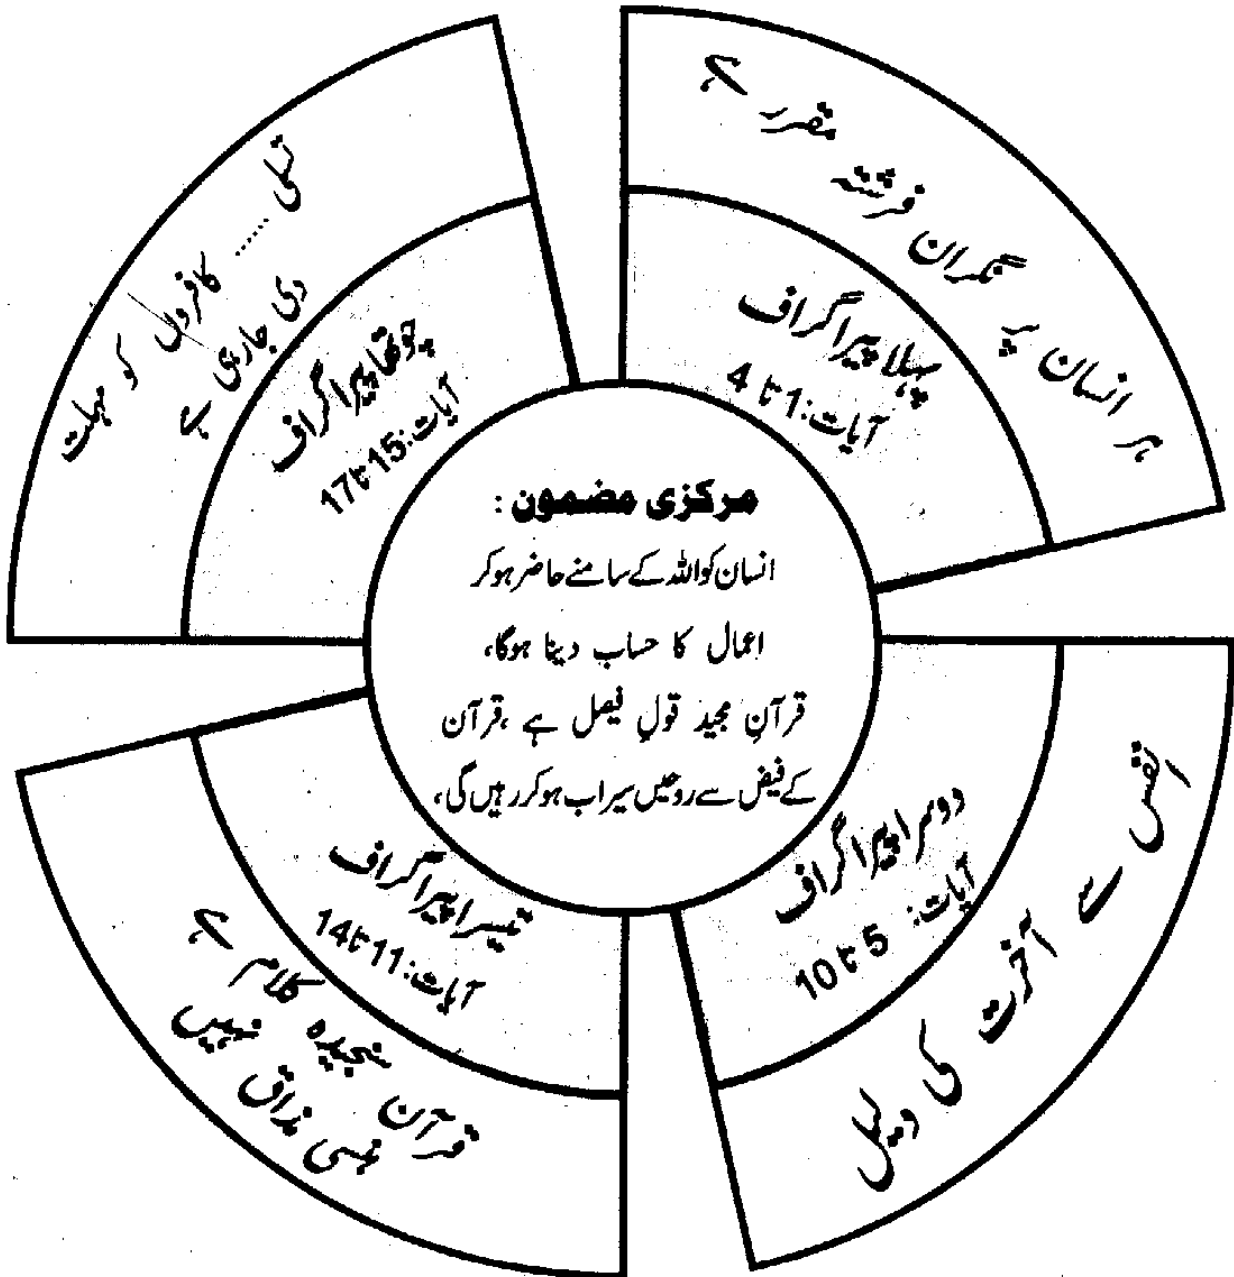 مرکزی مضمون :
انسان کو اللہ کے سامنے حاضر ہو کر
اعمال کا حساب دینا ہوگا،
قرآنِ مجید قولِ فیصل ہے ،قرآن
کے فیض سے روحیں سیراب ہو کر رہیں گی،
پہلا پیراگراف
آیات:1 تا 4
ہر انسان پر نگران فرشتہ مقرر ہے
دوسرا پیراگراف
آیات: 5 تا 10
انفس سے آخرت کی دلیل
تیسرا پیراگراف
آیات:11 تا 14
قرآن سنجیدہ کلام ہے
ہنسی مذاق نہیں
چوتھا پیراگراف
آیات:15 تا 17
تسلی ...... کافروں کو مہلت
دی جارہی ہے